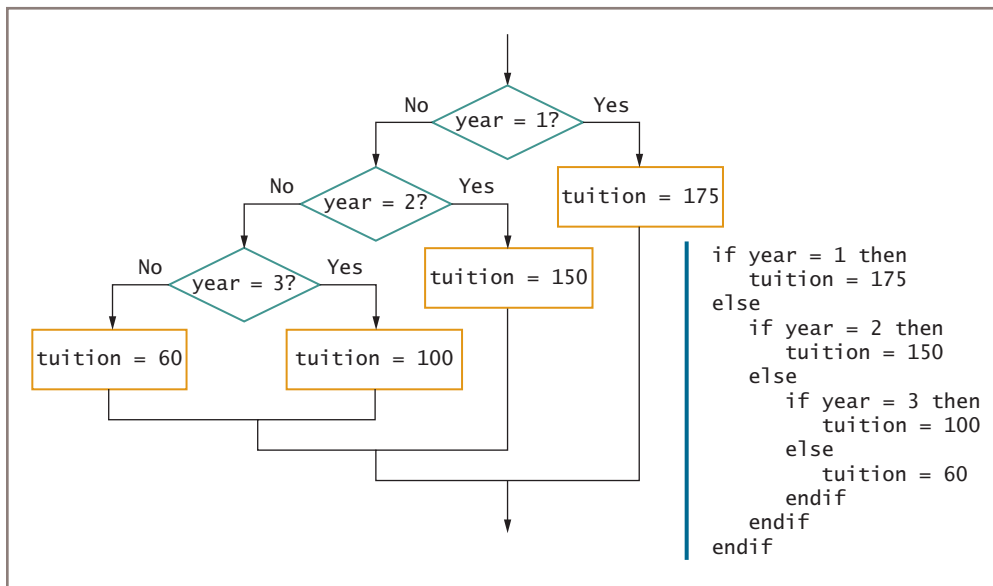 No
year = 1?
Yes
No
year = 2?
Yes
tuition = 175
No
year = 3?
Yes
tuition = 150
tuition = 60
tuition = 100
if year = 1 then
   tuition = 175
else
   if year = 2 then
      tuition = 150
   else
      if year = 3 then
         tuition = 100
      else
         tuition = 60
      endif
   endif
endif